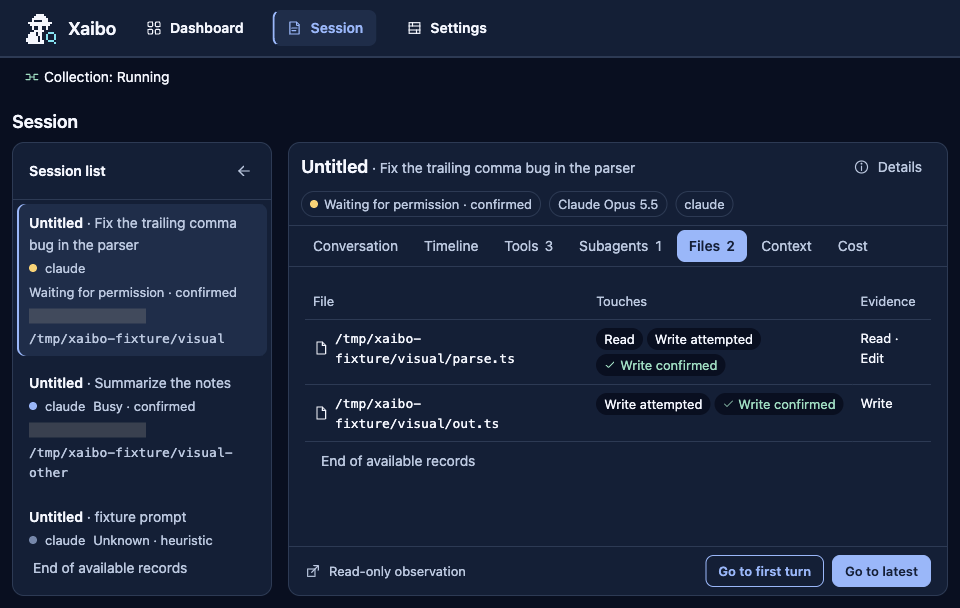 Xaibo
Dashboard
Session
Settings
Collection: Running
Session
Session list
Untitled · Fix the trailing comma
bug in the parser
claude
Waiting for permission · confirmed
/tmp/xaibo-fixture/visual
Untitled · Summarize the notes
claude Busy · confirmed
/tmp/xaibo-fixture/visual-
other
Untitled · fixture prompt
claude Unknown · heuristic
End of available records
Untitled · Fix the trailing comma bug in the parser
Details
Waiting for permission · confirmed
Claude Opus 5.5
claude
Conversation
Timeline
Tools 3
Subagents 1
Files 2
Context
Cost
File
Touches
Evidence
/tmp/xaibo-
fixture/visual/parse.ts
Read
Write attempted
Write confirmed
Read ·
Edit
/tmp/xaibo-
fixture/visual/out.ts
Write attempted
Write confirmed
Write
End of available records
Read-only observation
Go to first turn
Go to latest